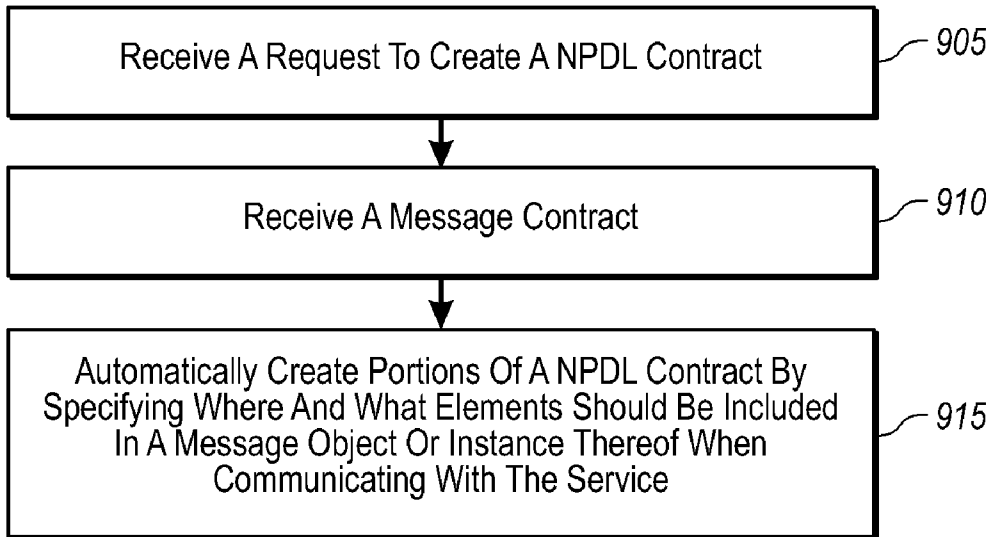 Receive A Request To Create A NPDL Contract
905
Receive A Message Contract
910
Automatically Create Portions Of A NPDL Contract By
Specifying Where And What Elements Should Be Included
In A Message Object Or Instance Thereof When
Communicating With The Service
915